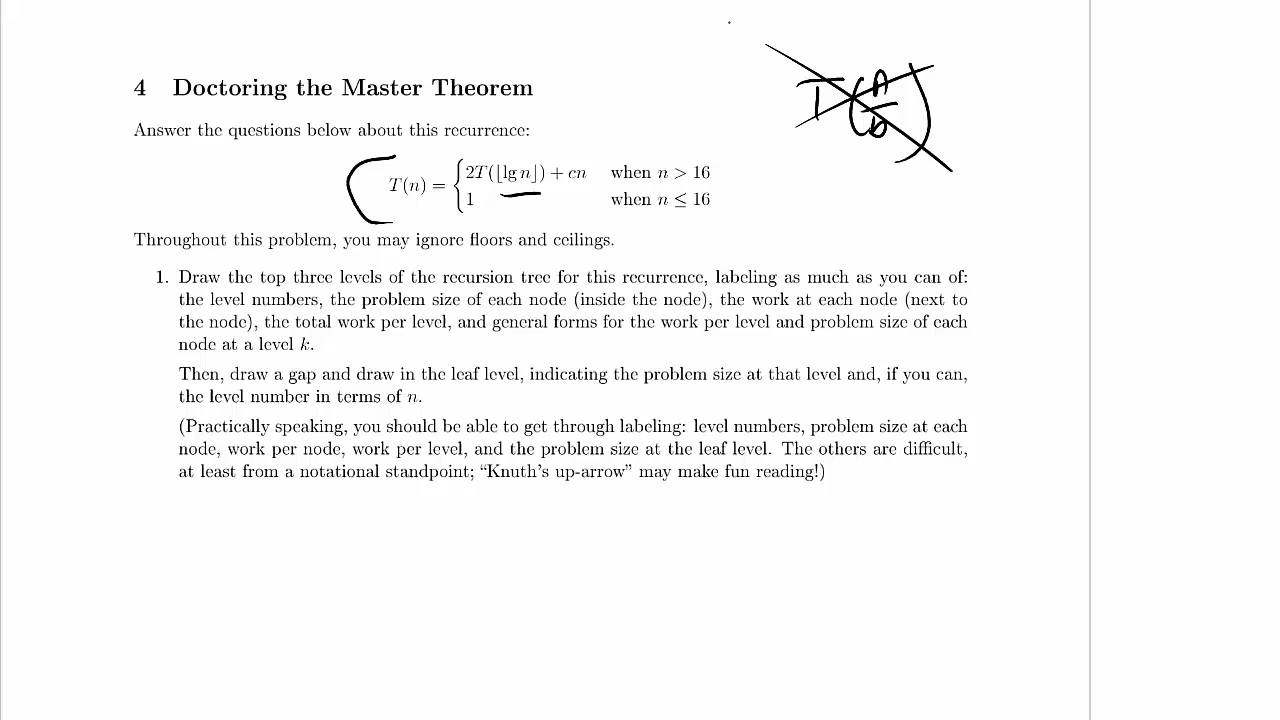 4 Doctoring the Master Theorem
Answer the questions below about this recurrence:
T(n) = { 2T(⌊lg n⌋) + cn when n > 16
1 when n ≤ 16
T(n/b)
Throughout this problem, you may ignore floors and ceilings.
1. Draw the top three levels of the recursion tree for this recurrence, labeling as much as you can of:
the level numbers, the problem size of each node (inside the node), the work at each node (next to
the node), the total work per level, and general forms for the work per level and problem size of each
node at a level k.
Then, draw a gap and draw in the leaf level, indicating the problem size at that level and, if you can,
the level number in terms of n.
(Practically speaking, you should be able to get through labeling: level numbers, problem size at each
node, work per node, work per level, and the problem size at the leaf level. The others are difficult,
at least from a notational standpoint; “Knuth’s up-arrow” may make fun reading!)